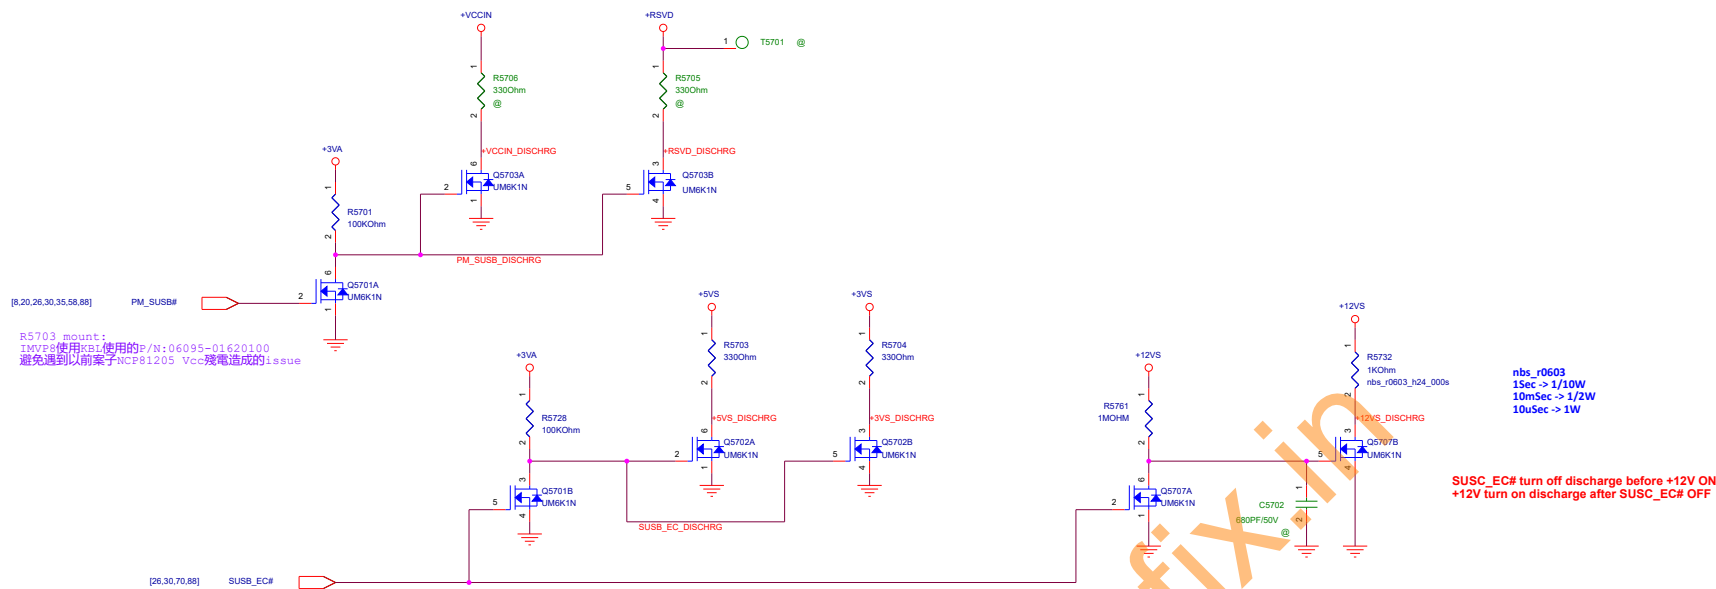 +VCCIN
+RSVD
1
T5701 @
1
R5706
330Ohm
@
2
1
R5705
330Ohm
@
2
+3VA
+VCCIN_DISCHRG
+RSVD_DISCHRG
6
Q5703A
2
UM6K1N
1
3
Q5703B
5
UM6K1N
4
1
R5701
100KOhm
2
PM_SUSB_DISCHRG
6
Q5701A
[8,20,26,30,35,58,88]
PM_SUSB#
2
UM6K1N
1
R5703 mount:
IMVP8使用KBL使用的P/N:06095-01620100
避免遇到以前案子NCP81205 Vcc殘電造成的issue
+5VS
+3VS
+12VS
1
R5703
330Ohm
2
1
R5704
330Ohm
2
1
R5732
1KOhm
nbs_r0603_h24_000s
2
+3VA
+12VS
nbs_r0603
1Sec -> 1/10W
10mSec -> 1/2W
10uSec -> 1W
1
R5728
100KOhm
2
+5VS_DISCHRG
+3VS_DISCHRG
1
R5761
1MOHM
2
+12VS_DISCHRG
6
Q5702A
2
UM6K1N
1
3
Q5702B
5
UM6K1N
4
3
Q5707B
5
UM6K1N
4
3
Q5701B
5
UM6K1N
4
SUSB_EC_DISCHRG
6
Q5707A
2
UM6K1N
1
1
C5702
680PF/50V
2
@
SUSC_EC# turn off discharge before +12V ON
+12V turn on discharge after SUSC_EC# OFF
[26,30,70,88]
SUSB_EC#
fix.in